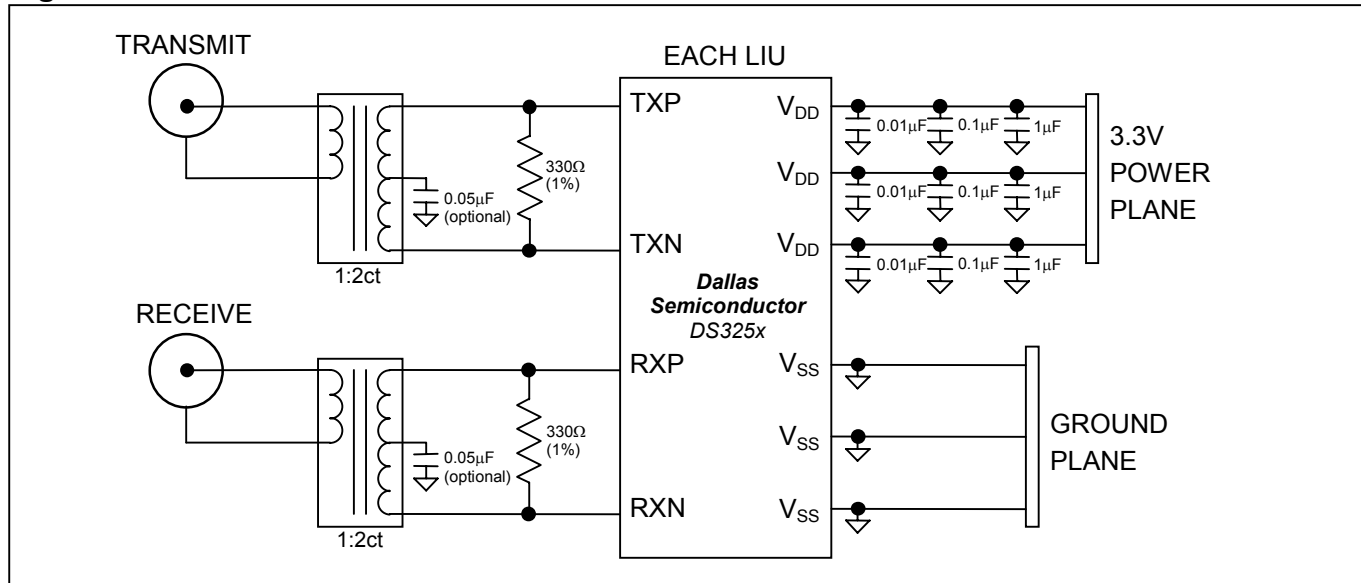 TRANSMIT
1:2ct
0.05μF
(optional)
330Ω
(1%)
RECEIVE
1:2ct
0.05μF
(optional)
330Ω
(1%)
EACH LIU
TXP
TXN
RXP
RXN
Dallas
Semiconductor
DS325x
VDD
VDD
VDD
VSS
VSS
VSS
0.01μF 0.1μF 1μF
0.01μF 0.1μF 1μF
0.01μF 0.1μF 1μF
3.3V
POWER
PLANE
GROUND
PLANE